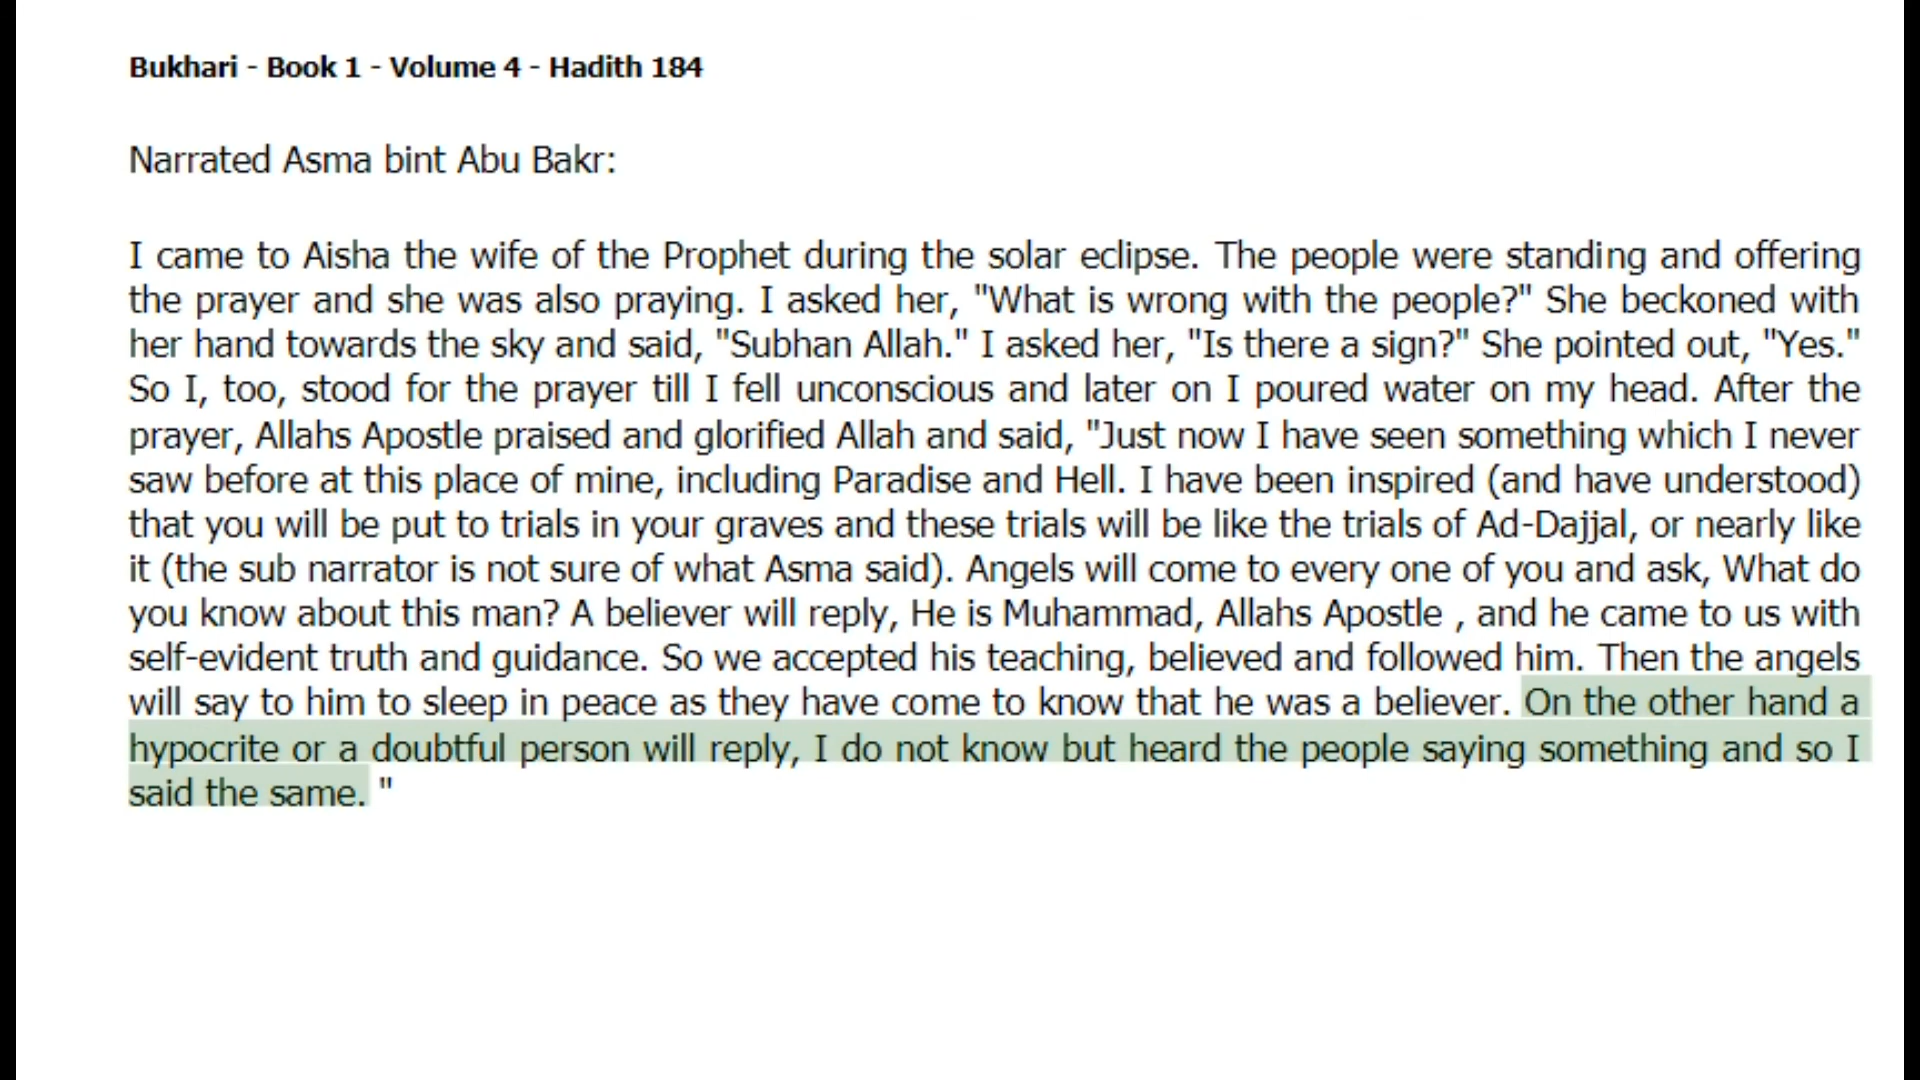 Bukhari - Book 1 - Volume 4 - Hadith 184
Narrated Asma bint Abu Bakr:
I came to Aisha the wife of the Prophet during the solar eclipse. The people were standing and offering
the prayer and she was also praying. I asked her, "What is wrong with the people?" She beckoned with
her hand towards the sky and said, "Subhan Allah." I asked her, "Is there a sign?" She pointed out, "Yes."
So I, too, stood for the prayer till I fell unconscious and later on I poured water on my head. After the
prayer, Allahs Apostle praised and glorified Allah and said, "Just now I have seen something which I never
saw before at this place of mine, including Paradise and Hell. I have been inspired (and have understood)
that you will be put to trials in your graves and these trials will be like the trials of Ad-Dajjal, or nearly like
it (the sub narrator is not sure of what Asma said). Angels will come to every one of you and ask, What do
you know about this man? A believer will reply, He is Muhammad, Allahs Apostle , and he came to us with
self-evident truth and guidance. So we accepted his teaching, believed and followed him. Then the angels
will say to him to sleep in peace as they have come to know that he was a believer. On the other hand a
hypocrite or a doubtful person will reply, I do not know but heard the people saying something and so I
said the same. "